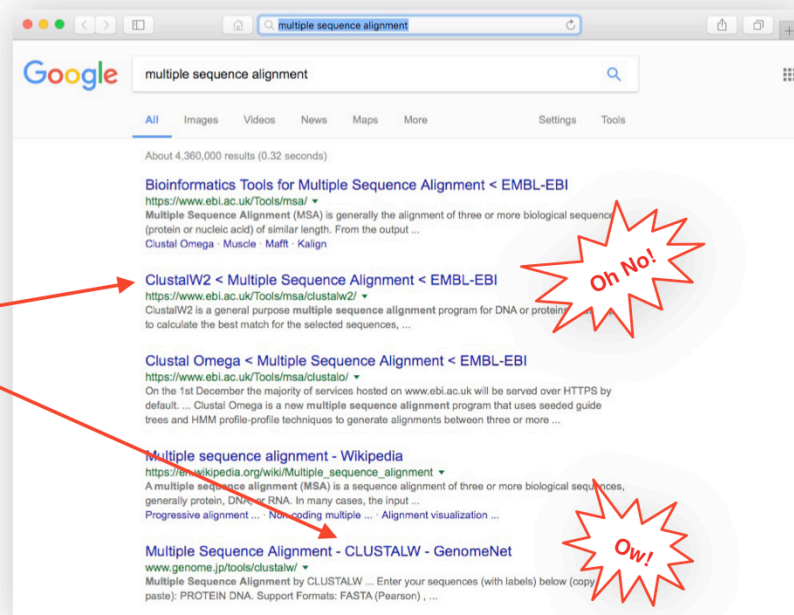 multiple sequence alignment
Google
multiple sequence alignment
All Images Videos News Maps More Settings Tools
About 4,360,000 results (0.32 seconds)
Bioinformatics Tools for Multiple Sequence Alignment < EMBL-EBI
https://www.ebi.ac.uk/Tools/msa/
Multiple Sequence Alignment (MSA) is generally the alignment of three or more biological sequence
(protein or nucleic acid) of similar length. From the output ...
Clustal Omega · Muscle · Mafft · Kalign
Oh No!
ClustalW2 < Multiple Sequence Alignment < EMBL-EBI
https://www.ebi.ac.uk/Tools/msa/clustalw2/
ClustalW2 is a general purpose multiple sequence alignment program for DNA or proteins
to calculate the best match for the selected sequences, ...
Clustal Omega < Multiple Sequence Alignment < EMBL-EBI
https://www.ebi.ac.uk/Tools/msa/clustalo/
On the 1st December the majority of services hosted on www.ebi.ac.uk will be served over HTTPS by
default. ... Clustal Omega is a new multiple sequence alignment program that uses seeded guide
trees and HMM profile-profile techniques to generate alignments between three or more ...
Multiple sequence alignment - Wikipedia
https://en.wikipedia.org/wiki/Multiple_sequence_alignment
A multiple sequence alignment (MSA) is a sequence alignment of three or more biological sequences,
generally protein, DNA, or RNA. In many cases, the input ...
Progressive alignment ... · Non-coding multiple ... · Alignment visualization ...
Ow!
Multiple Sequence Alignment - CLUSTALW - GenomeNet
www.genome.jp/tools/clustalw/
Multiple Sequence Alignment by CLUSTALW ... Enter your sequences (with labels) below (copy
paste): PROTEIN DNA. Support Formats: FASTA (Pearson) , ...